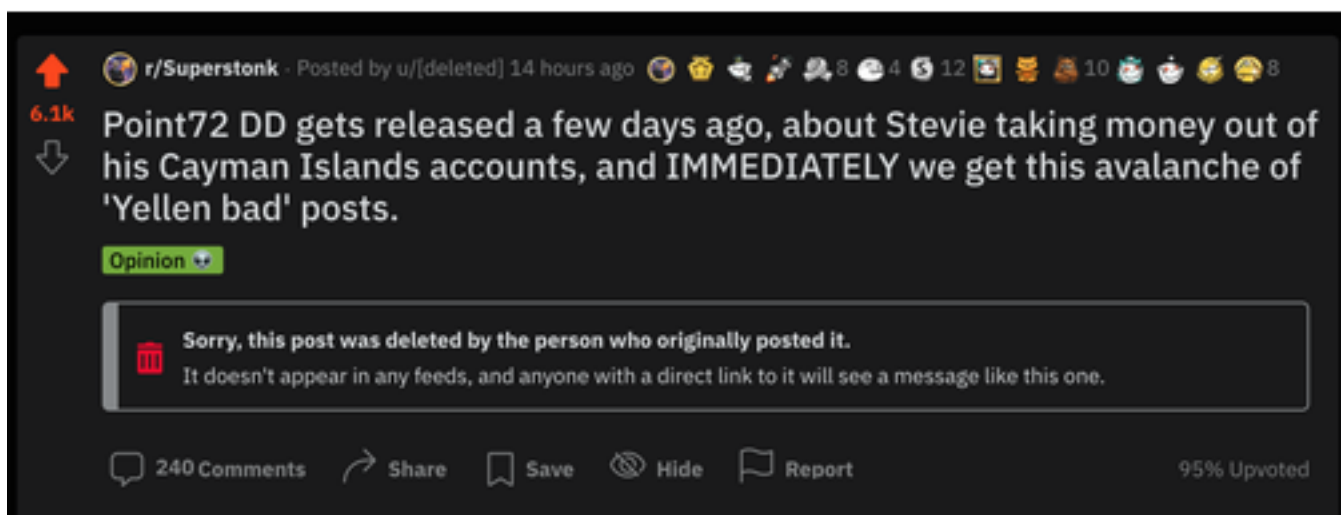 r/Superstonk · Posted by u/[deleted] 14 hours ago 8 4 12 10 8
6.1k
Point72 DD gets released a few days ago, about Stevie taking money out of
his Cayman Islands accounts, and IMMEDIATELY we get this avalanche of
'Yellen bad' posts.
Opinion 👽
Sorry, this post was deleted by the person who originally posted it.
It doesn't appear in any feeds, and anyone with a direct link to it will see a message like this one.
240 Comments Share Save Hide Report 95% Upvoted